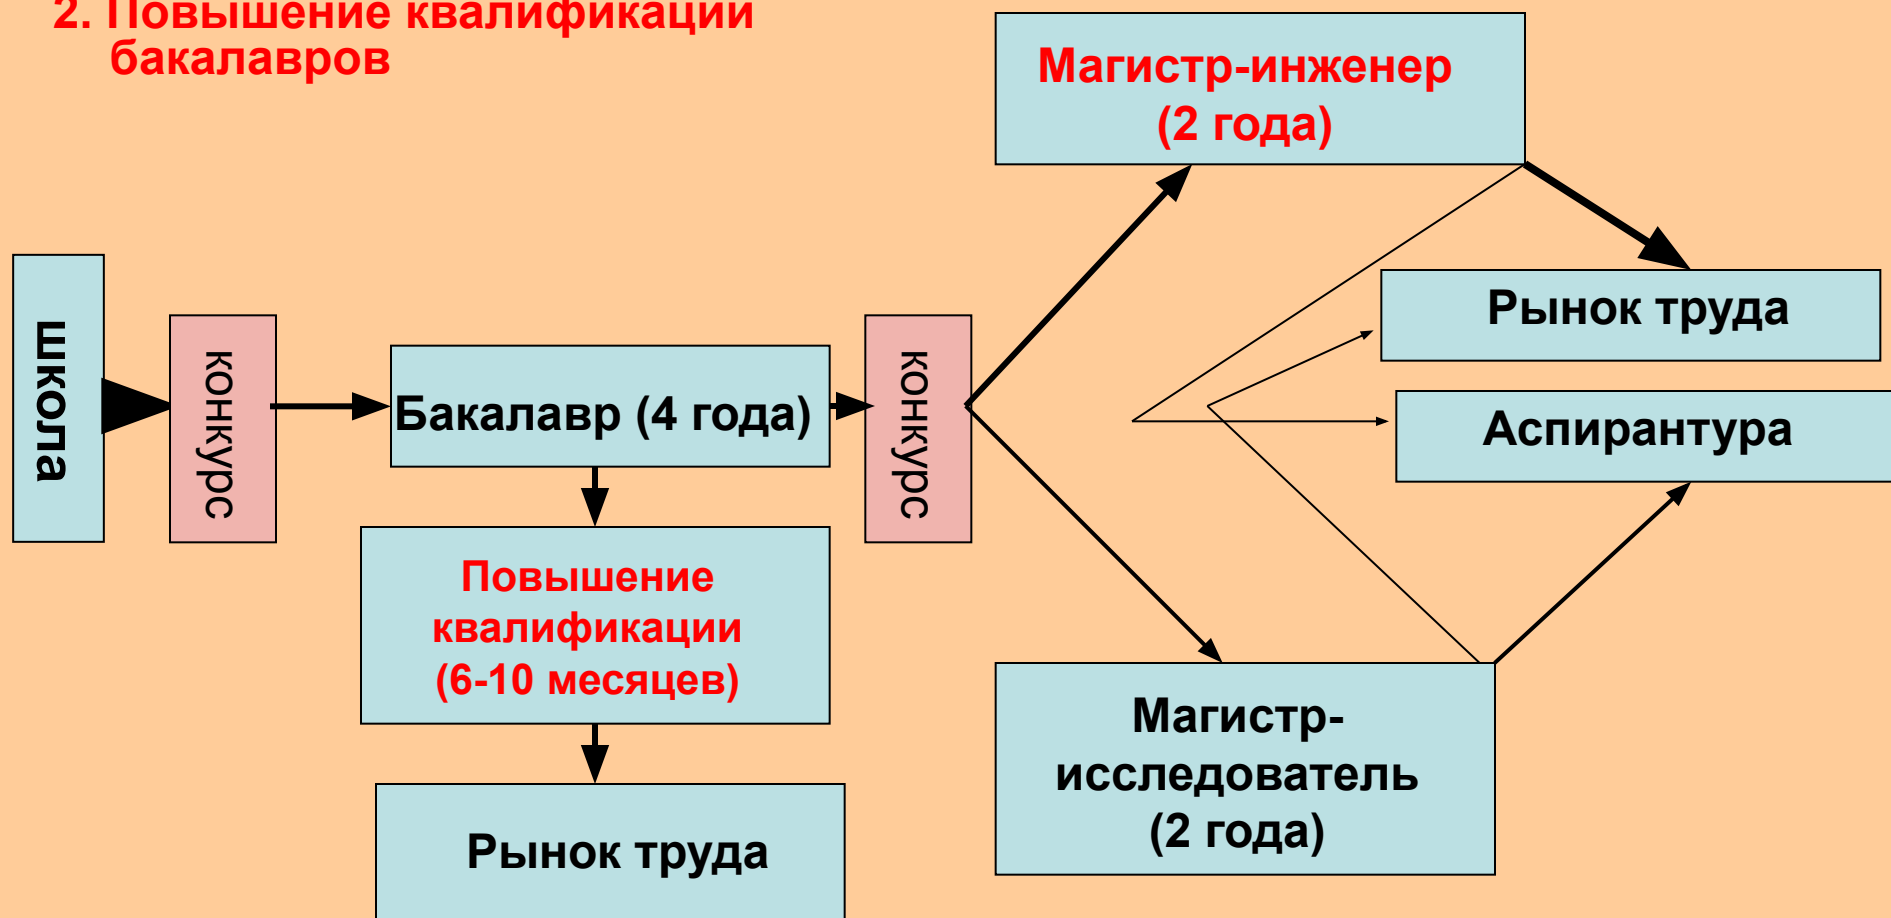 2. Повышение квалификации
бакалавров
школа
конкурс
Бакалавр (4 года)
Повышение
квалификации
(6-10 месяцев)
Рынок труда
конкурс
Магистр-инженер
(2 года)
Рынок труда
Аспирантура
Магистр-
исследователь
(2 года)